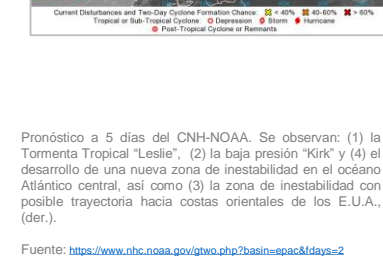 Current Disturbances and Two-Day Cyclone Formation Chance: < 40% 40-60% > 60%
Tropical or Sub-Tropical Cyclone: Depression Storm Hurricane
Post-Tropical Cyclone or Remnants
Pronóstico a 5 días del CNH-NOAA. Se observan: (1) la
Tormenta Tropical “Leslie”, (2) la baja presión “Kirk” y (4) el
desarrollo de una nueva zona de inestabilidad en el océano
Atlántico central, así como (3) la zona de inestabilidad con
posible trayectoria hacia costas orientales de los E.U.A.,
(der.).
Fuente: https://www.nhc.noaa.gov/gtwo.php?basin=epac&fdays=2